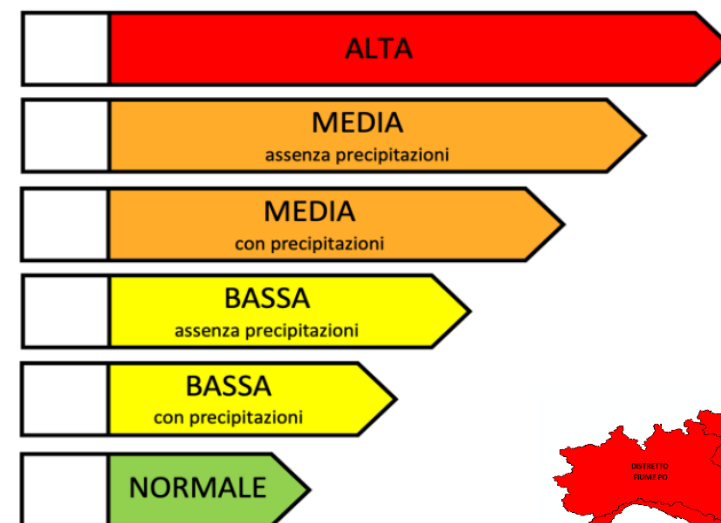 ALTA
MEDIA
assenza precipitazioni
MEDIA
con precipitazioni
BASSA
assenza precipitazioni
BASSA
con precipitazioni
NORMALE
DISTRETTO
FIUME PO